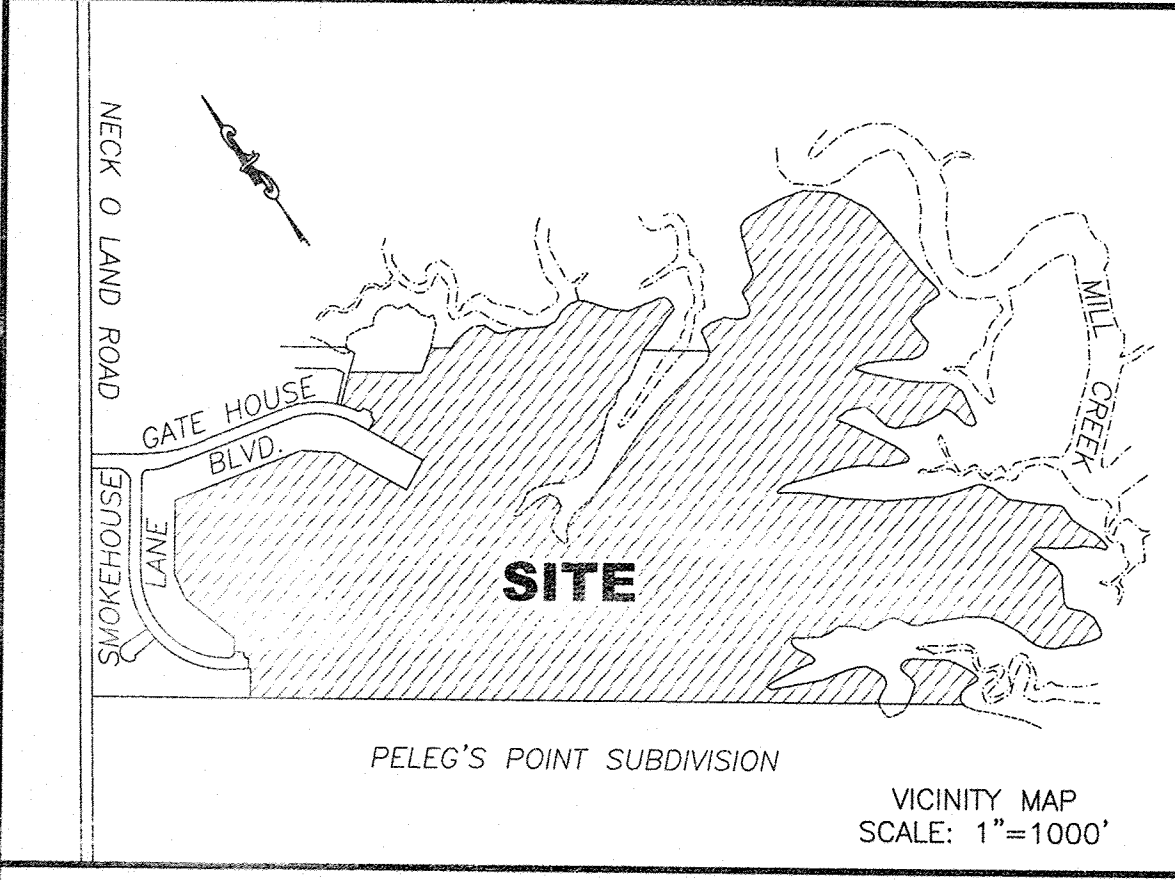 NECK O LAND ROAD
MILL CREEK
GATE HOUSE
BLVD.
SMOKEHOUSE
LANE
SITE
PELEG'S POINT SUBDIVISION
VICINITY MAP
SCALE: 1"=1000'